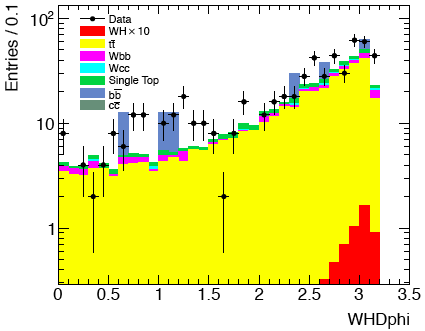 Entries / 0.1
10²
10
1
Data
WH × 10
tt̄
Wbb
Wcc
Single Top
bb̄
cc̄
0 0.5 1 1.5 2 2.5 3 3.5
WHDphi